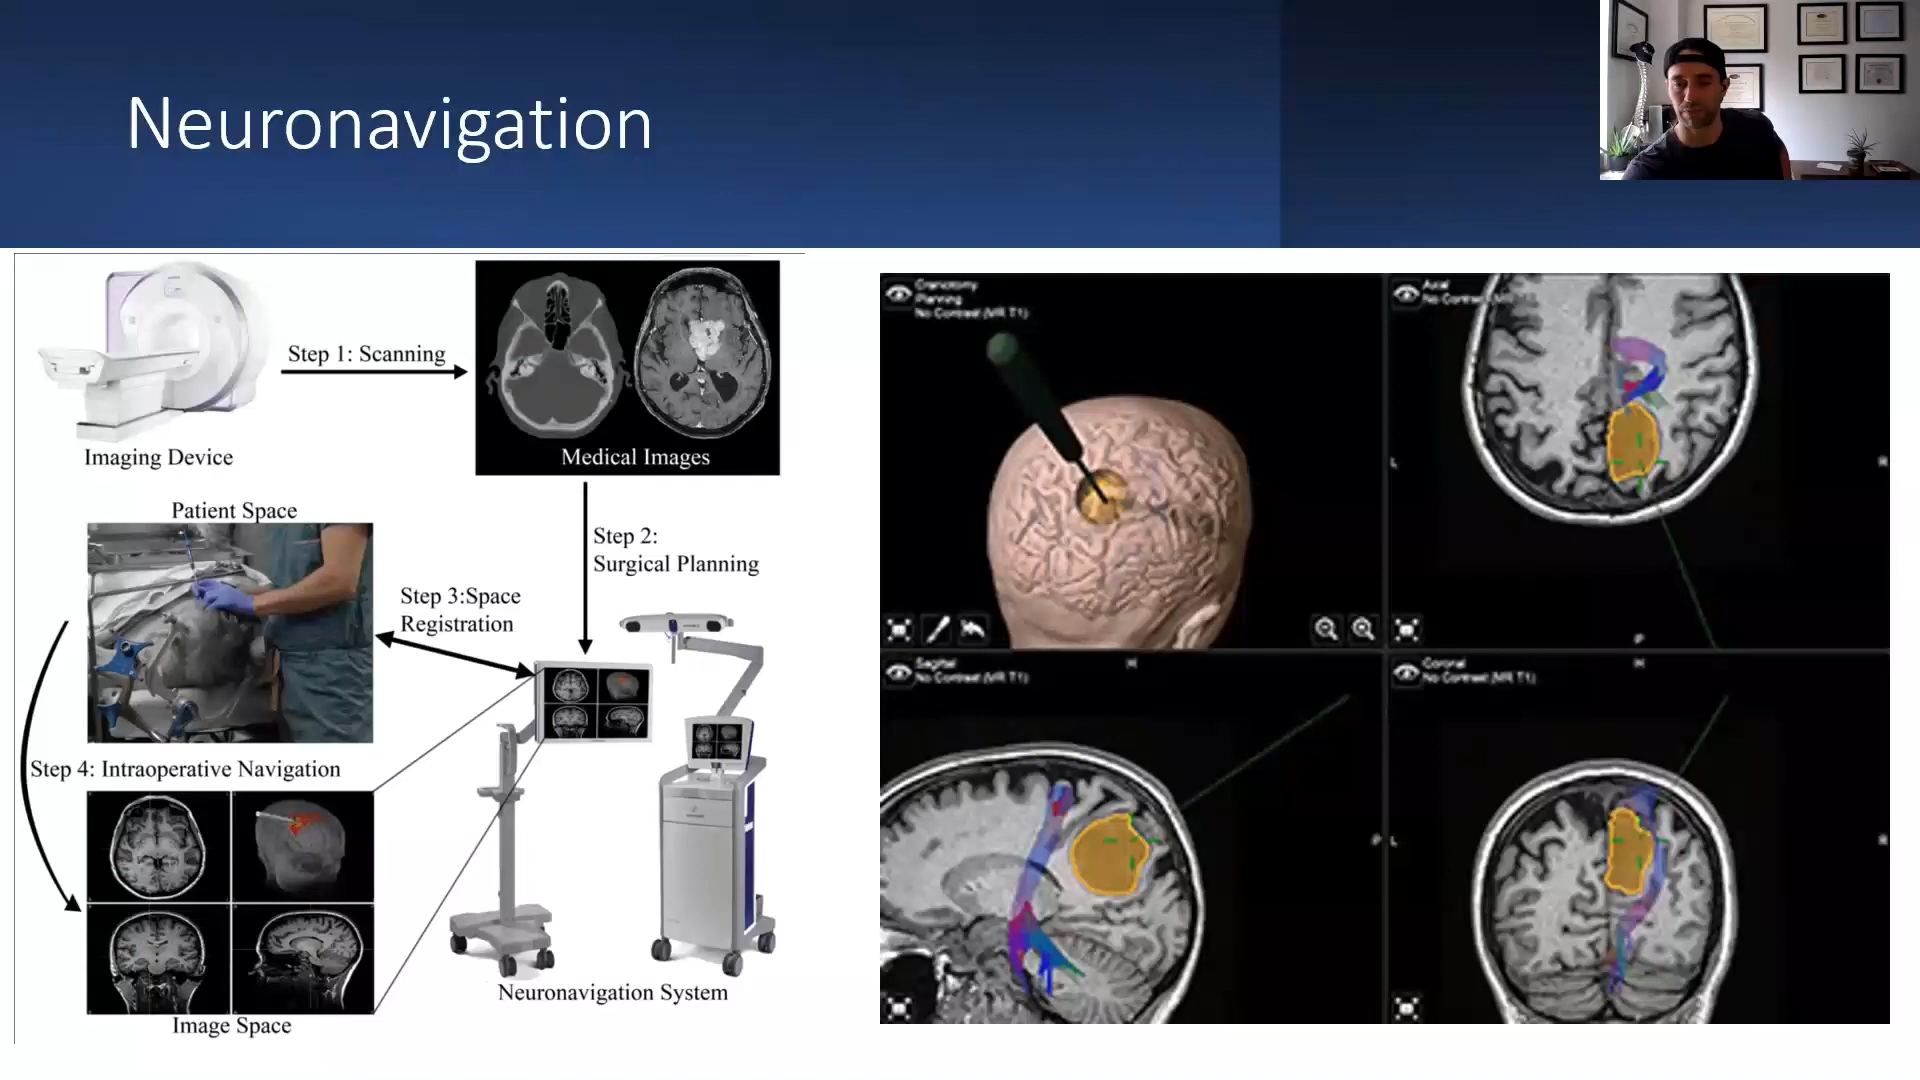 Neuronavigation
Step 1: Scanning
Imaging Device
Medical Images
Patient Space
Step 2:
Surgical Planning
Step 3:Space
Registration
Step 4: Intraoperative Navigation
Neuronavigation System
Image Space
Craniotomy
Planning
No Contrast (MR T1)
Axial
No Contrast (MR T1)
L
R
P
Sagittal
No Contrast (MR T1)
H
P
Coronal
No Contrast (MR T1)
H
L
R